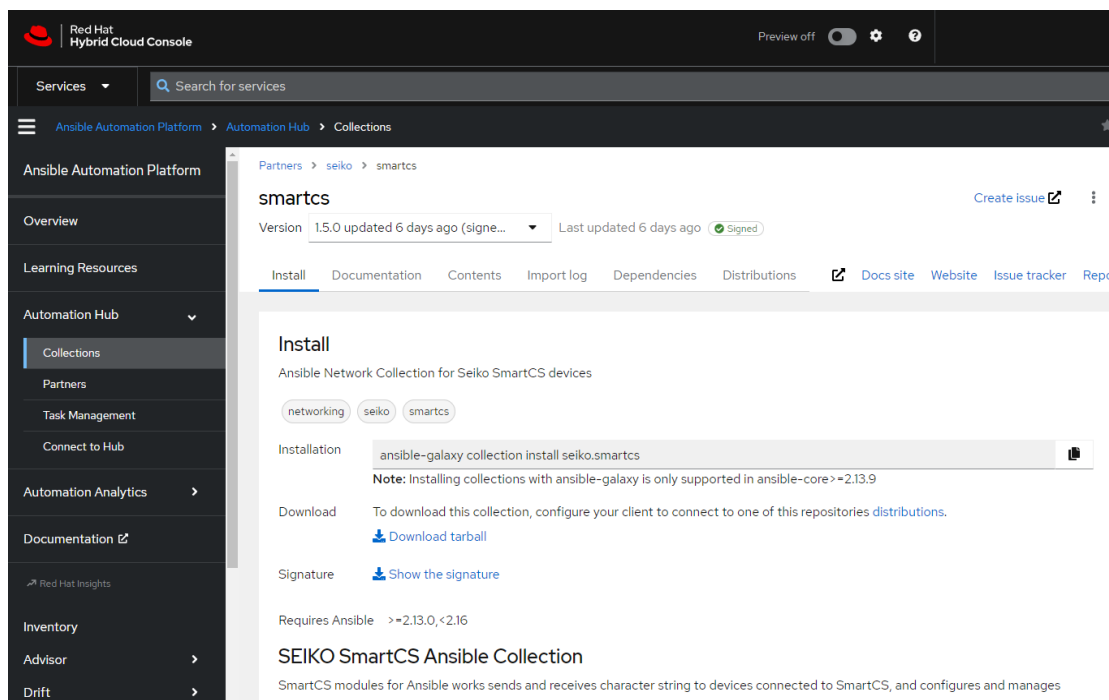 Red Hat
Hybrid Cloud Console
Preview off
Services
Search for services
Ansible Automation Platform > Automation Hub > Collections
Ansible Automation Platform
Overview
Learning Resources
Automation Hub
Collections
Partners
Task Management
Connect to Hub
Automation Analytics
Documentation
Red Hat Insights
Inventory
Advisor
Drift
Partners > seiko > smartcs
smartcs
Create issue
Version 1.5.0 updated 6 days ago (signe... Last updated 6 days ago Signed
Install Documentation Contents Import log Dependencies Distributions Docs site Website Issue tracker Repo
Install
Ansible Network Collection for Seiko SmartCS devices
networking seiko smartcs
Installation ansible-galaxy collection install seiko.smartcs
Note: Installing collections with ansible-galaxy is only supported in ansible-core>=2.13.9
Download To download this collection, configure your client to connect to one of this repositories distributions.
Download tarball
Signature Show the signature
Requires Ansible >=2.13.0,<2.16
SEIKO SmartCS Ansible Collection
SmartCS modules for Ansible works sends and receives character string to devices connected to SmartCS, and configures and manages